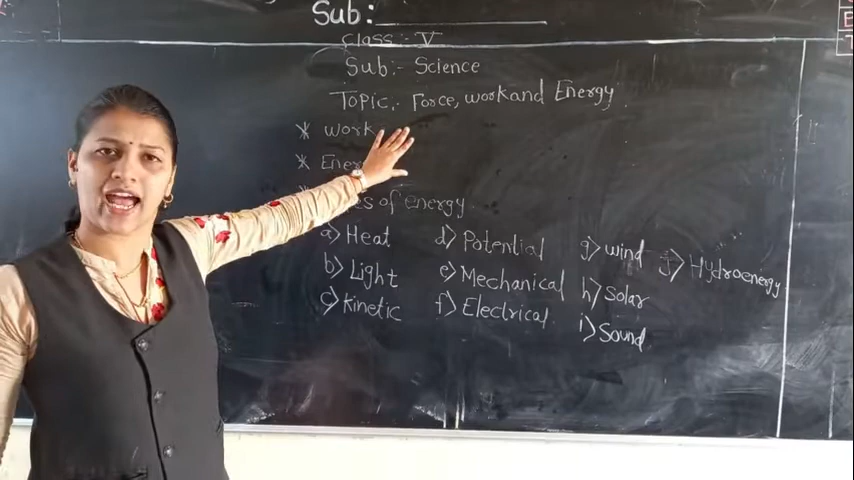 Sub:
Class:- V
Sub:- Science
Topic:- Force, work and Energy
* work
* Ener
es of energy
a) Heat d) Potential g) wind j) Hydroenergy
b) Light e) Mechanical h) Solar
c) Kinetic f) Electrical i) Sound